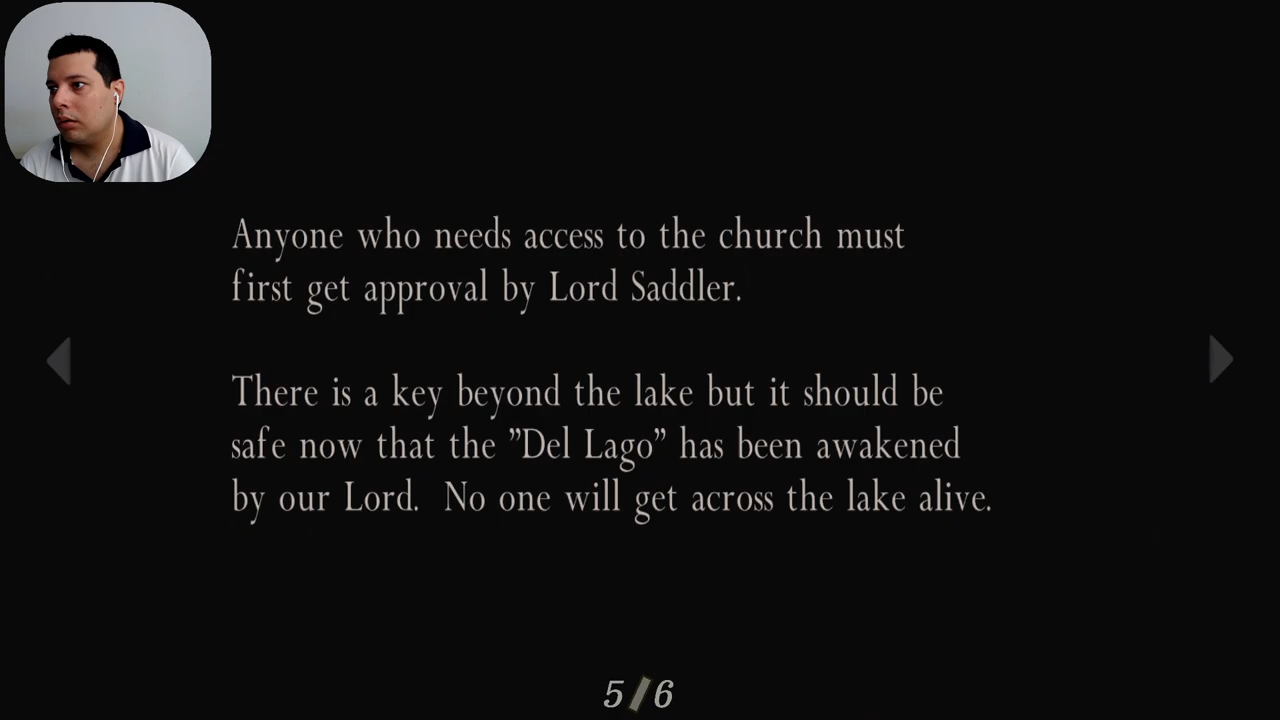 Anyone who needs access to the church must
first get approval by Lord Saddler.
There is a key beyond the lake but it should be
safe now that the ”Del Lago” has been awakened
by our Lord.  No one will get across the lake alive.
5/6